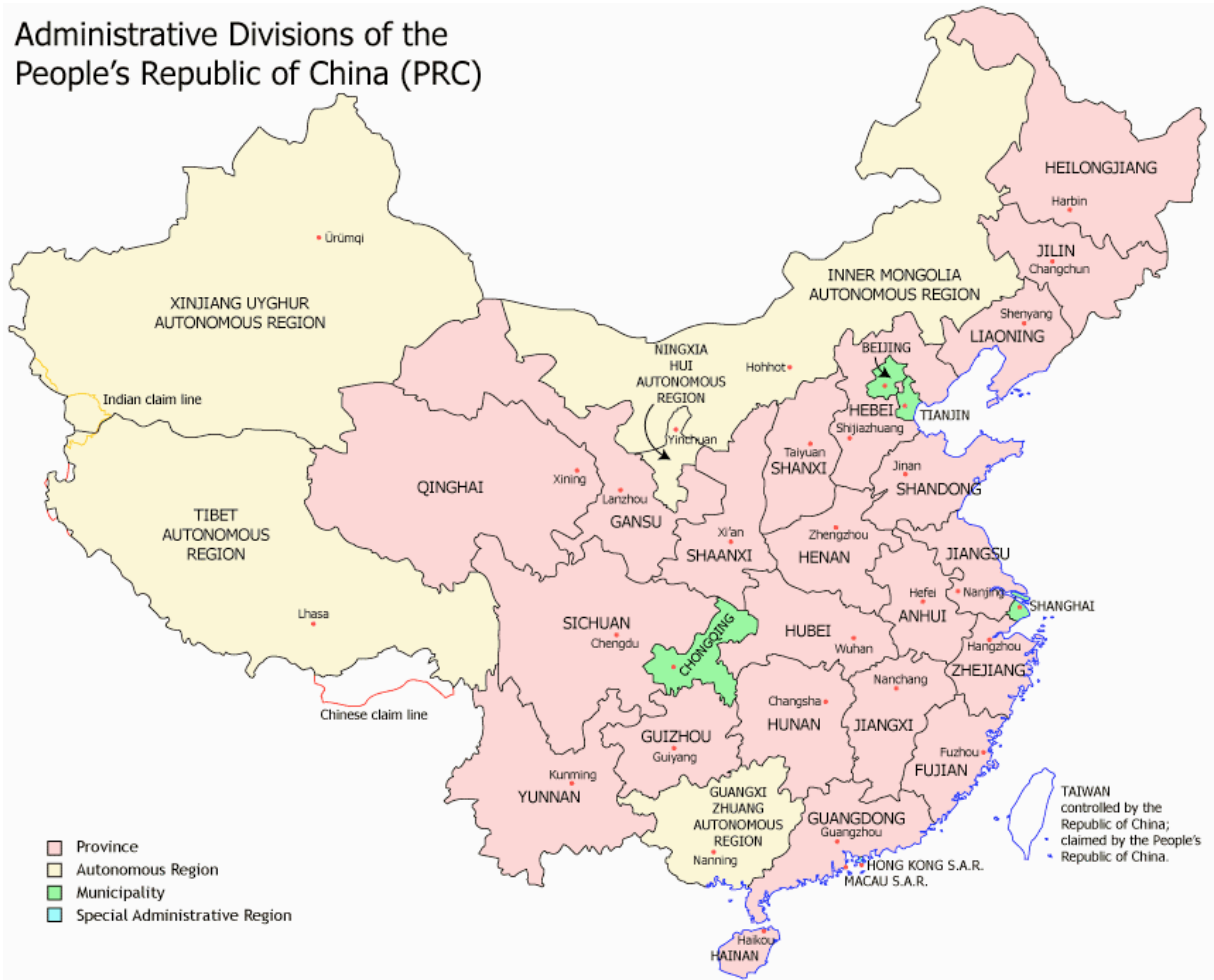 Administrative Divisions of the
People's Republic of China (PRC)
HEILONGJIANG
Harbin
Ürümqi
JILIN
Changchun
INNER MONGOLIA
AUTONOMOUS REGION
XINJIANG UYGHUR
AUTONOMOUS REGION
Shenyang
LIAONING
BEIJING
NINGXIA
HUI
AUTONOMOUS
REGION
Hohhot
Indian claim line
HEBEI
TIANJIN
Shijiazhuang
Yinchuan
Taiyuan
SHANXI
Jinan
SHANDONG
Xining
QINGHAI
Lanzhou
GANSU
TIBET
AUTONOMOUS
REGION
Xi'an
SHAANXI
Zhengzhou
HENAN
JIANGSU
Hefei
ANHUI
Nanjing
SHANGHAI
Lhasa
SICHUAN
Chengdu
CHONGQING
HUBEI
Wuhan
Hangzhou
ZHEJIANG
Nanchang
Chinese claim line
Changsha
HUNAN
JIANGXI
GUIZHOU
Guiyang
Fuzhou
FUJIAN
Kunming
YUNNAN
GUANGXI
ZHUANG
AUTONOMOUS
REGION
Nanning
GUANGDONG
Guangzhou
TAIWAN
controlled by the
Republic of China;
claimed by the People's
Republic of China.
HONG KONG S.A.R.
MACAU S.A.R.
Haikou
HAINAN
Province
Autonomous Region
Municipality
Special Administrative Region